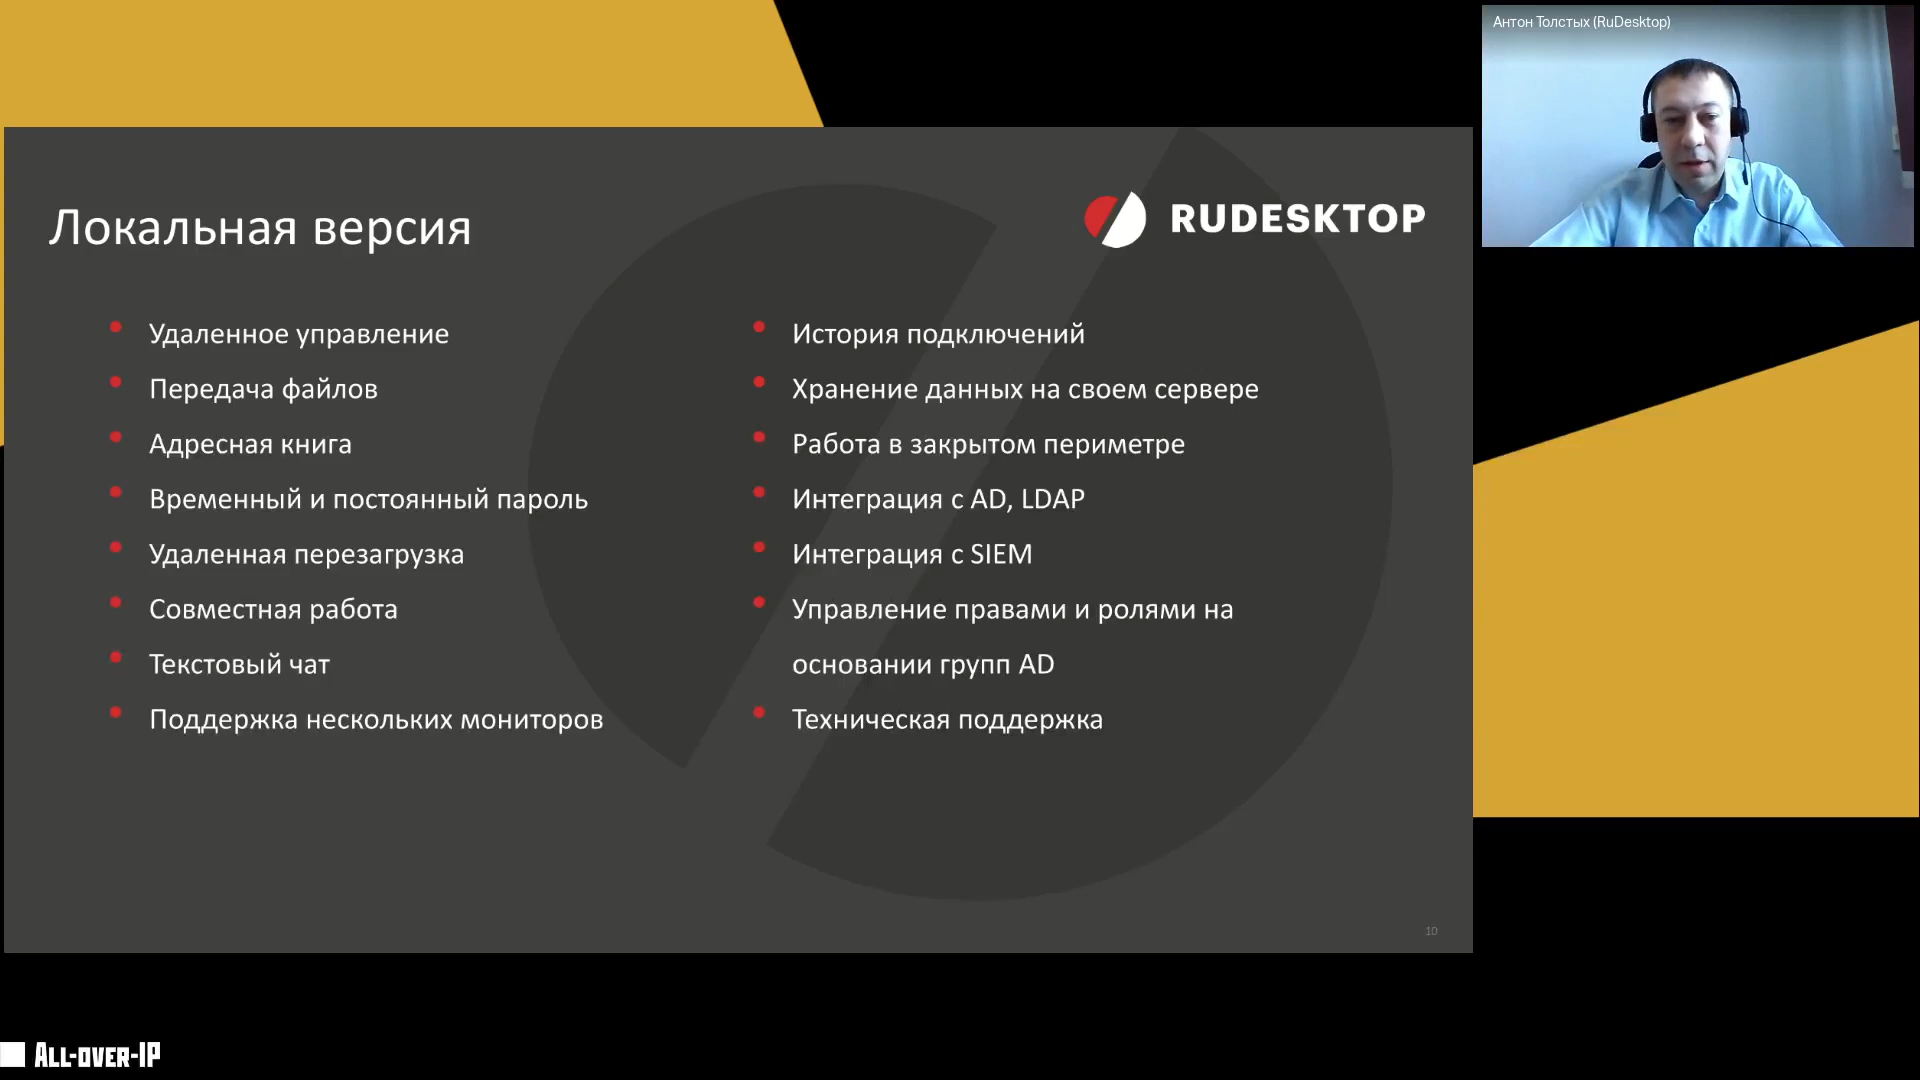 Антон Толстых (RuDesktop)
Локальная версия
RUDESKTOP
Удаленное управление
Передача файлов
Адресная книга
Временный и постоянный пароль
Удаленная перезагрузка
Совместная работа
Текстовый чат
Поддержка нескольких мониторов
История подключений
Хранение данных на своем сервере
Работа в закрытом периметре
Интеграция с AD, LDAP
Интеграция с SIEM
Управление правами и ролями на
основании групп AD
Техническая поддержка
10
ALL-OVER-IP